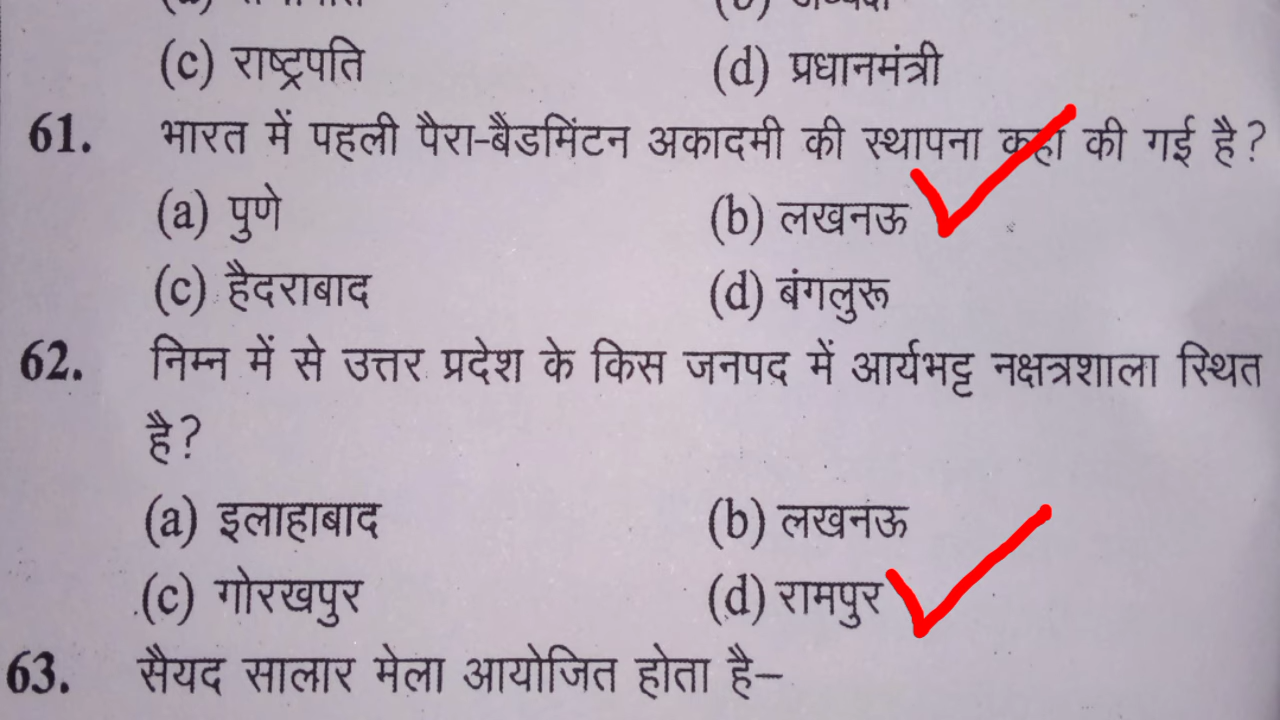 (c) राष्ट्रपति (d) प्रधानमंत्री
61. भारत में पहली पैरा-बैडमिंटन अकादमी की स्थापना कहाँ की गई है?
(a) पुणे (b) लखनऊ
(c) हैदराबाद (d) बंगलुरू
62. निम्न में से उत्तर प्रदेश के किस जनपद में आर्यभट्ट नक्षत्रशाला स्थित
है?
(a) इलाहाबाद (b) लखनऊ
(c) गोरखपुर (d) रामपुर
63. सैयद सालार मेला आयोजित होता है–